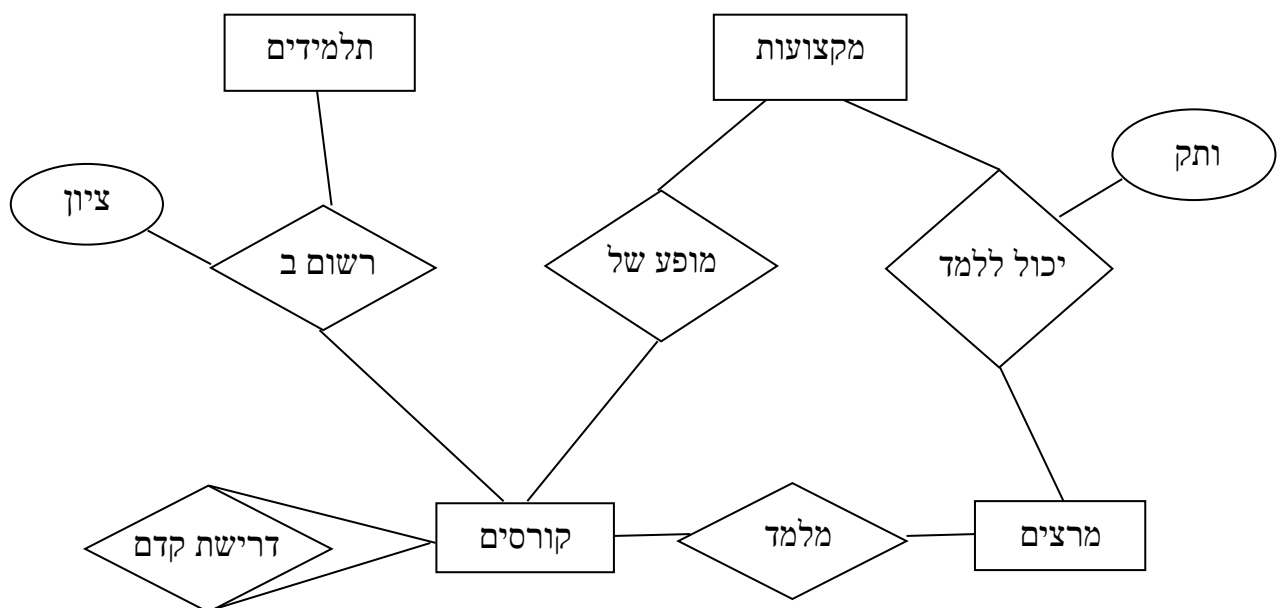 מקצועות
תלמידים
ותק
ציון
יכול ללמד
מופע של
רשום ב
מרצים
מלמד
קורסים
דרישת קדם